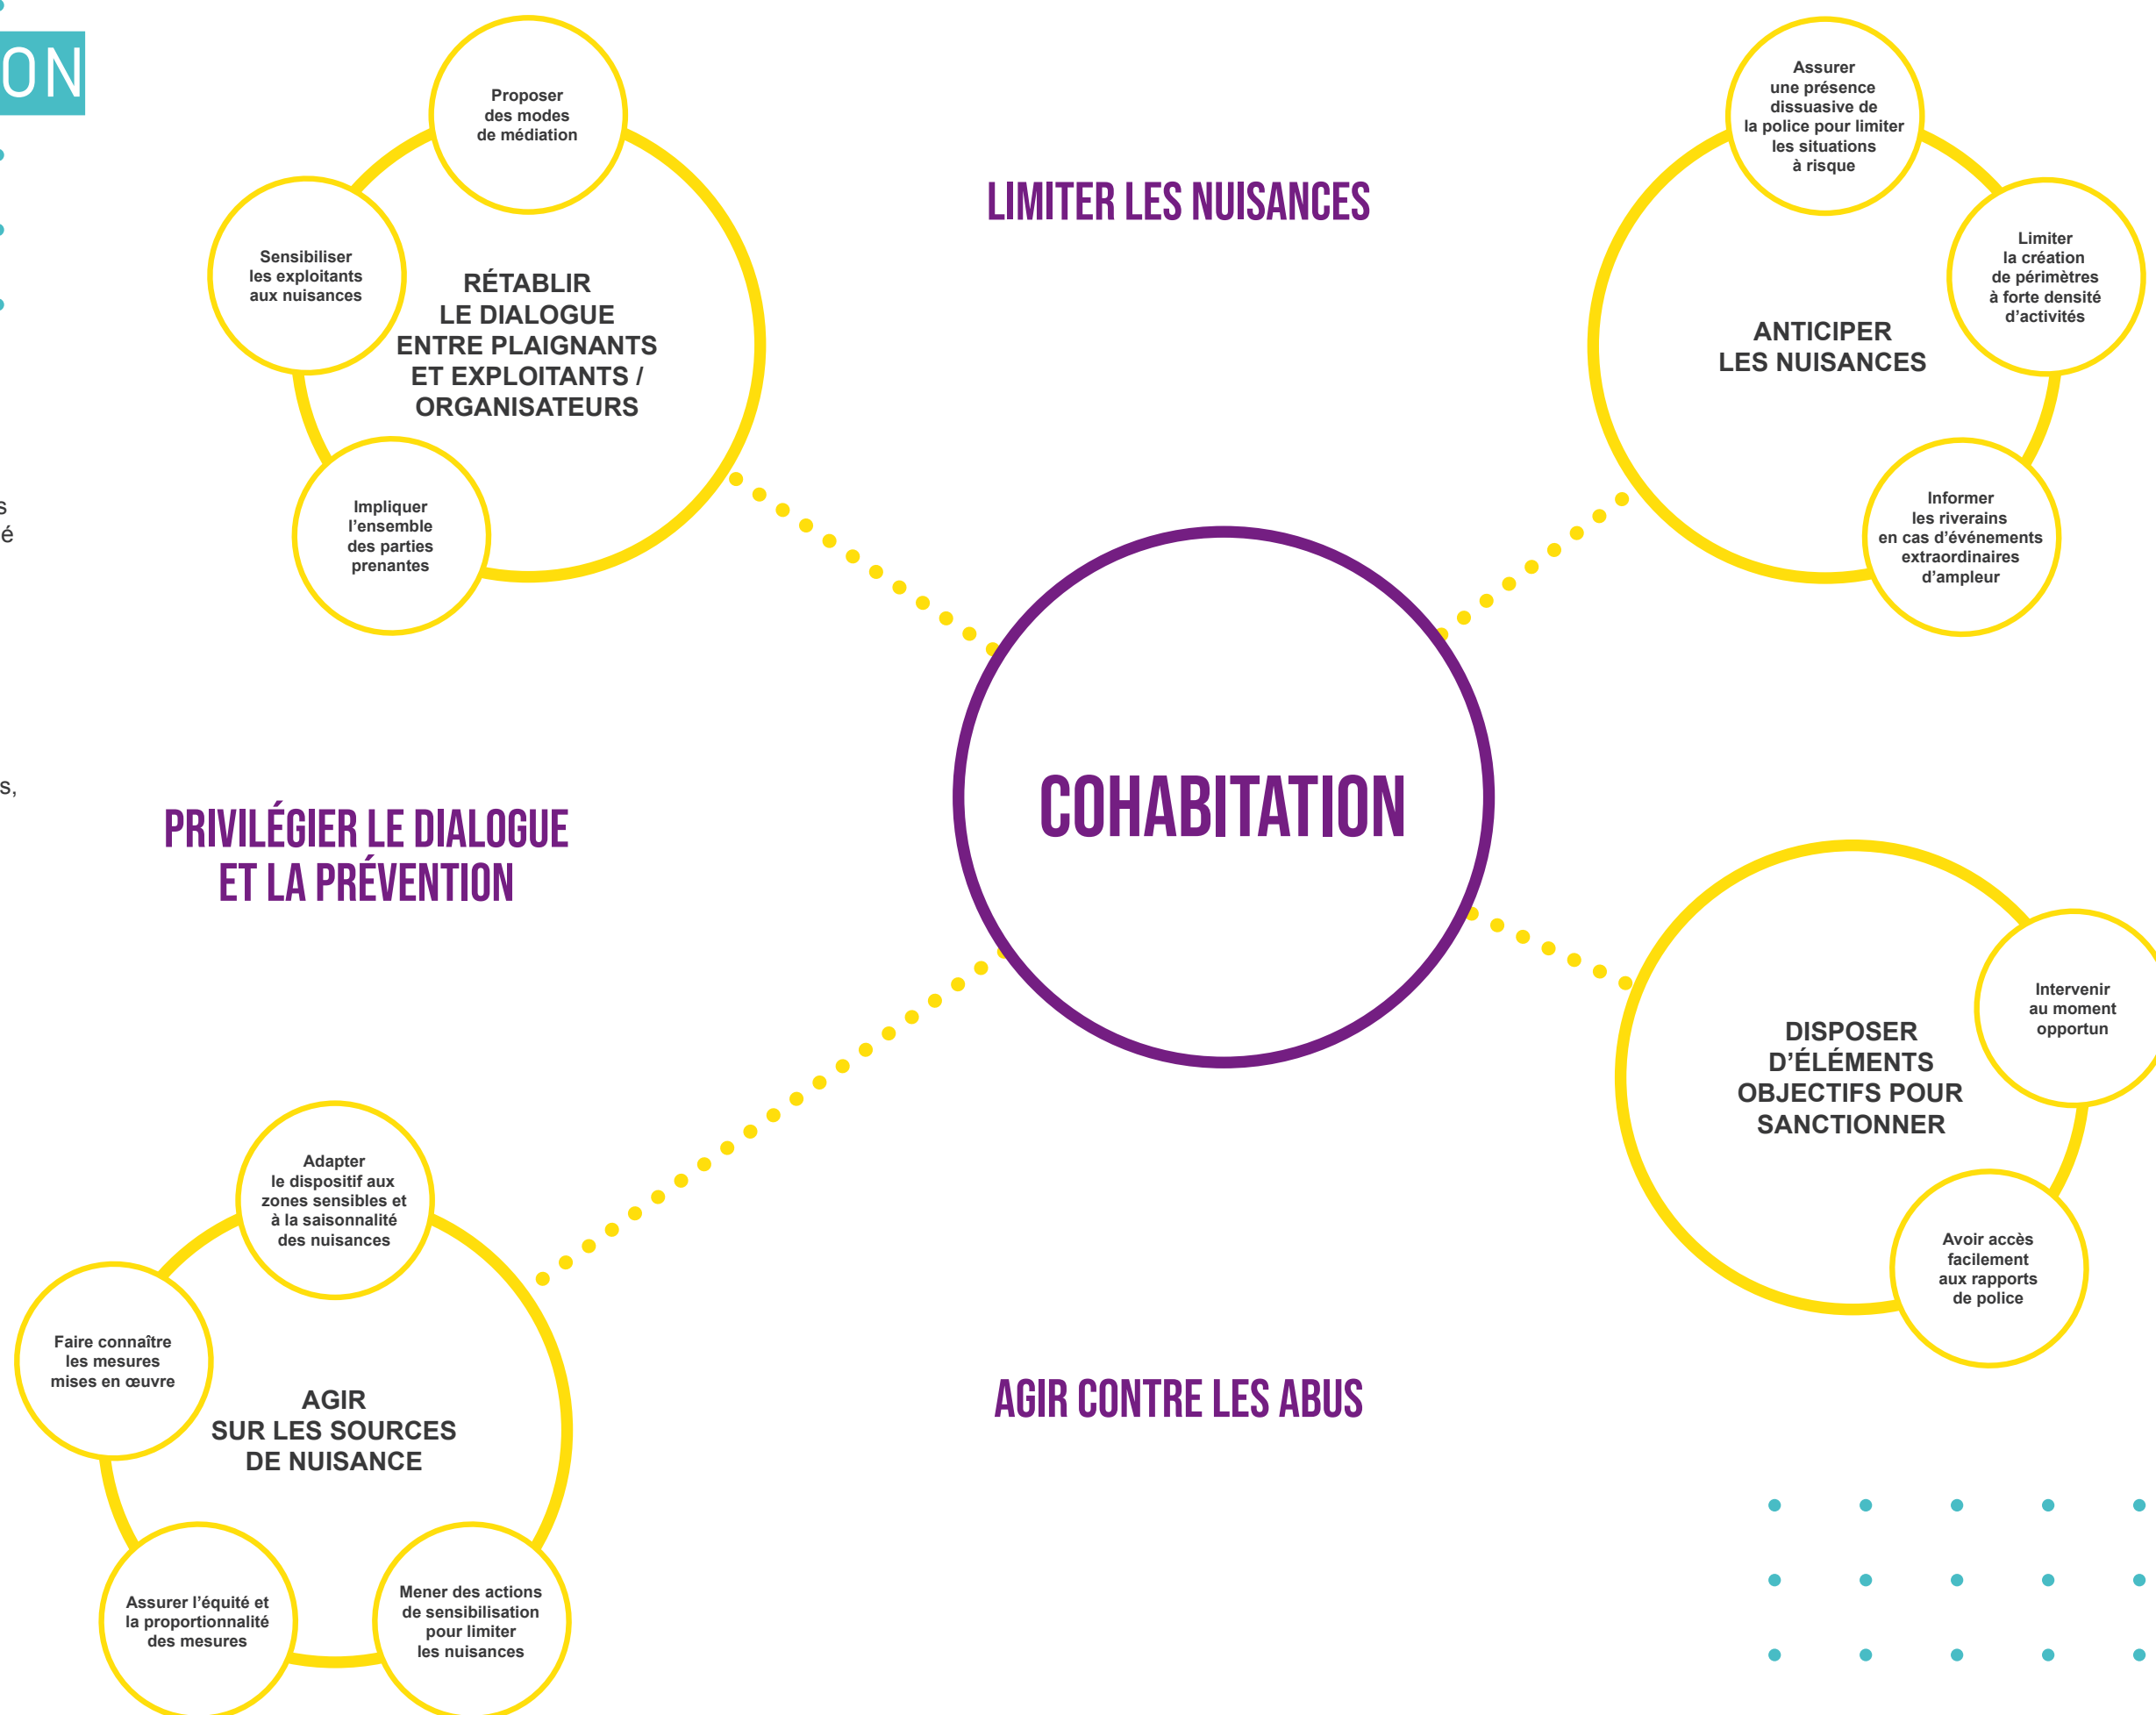 ON
s
é
s,
Proposer
des modes
de médiation
Sensibiliser
les exploitants
aux nuisances
RÉTABLIR
LE DIALOGUE
ENTRE PLAIGNANTS
ET EXPLOITANTS /
ORGANISATEURS
Impliquer
l’ensemble
des parties
prenantes
LIMITER LES NUISANCES
Assurer
une présence
dissuasive de
la police pour limiter
les situations
à risque
Limiter
la création
de périmètres
à forte densité
d’activités
ANTICIPER
LES NUISANCES
Informer
les riverains
en cas d’événements
extraordinaires
d’ampleur
COHABITATION
PRIVILÉGIER LE DIALOGUE
ET LA PRÉVENTION
Intervenir
au moment
opportun
DISPOSER
D’ÉLÉMENTS
OBJECTIFS POUR
SANCTIONNER
Avoir accès
facilement
aux rapports
de police
Adapter
le dispositif aux
zones sensibles et
à la saisonnalité
des nuisances
Faire connaître
les mesures
mises en œuvre
AGIR
SUR LES SOURCES
DE NUISANCE
Assurer l’équité et
la proportionnalité
des mesures
Mener des actions
de sensibilisation
pour limiter
les nuisances
AGIR CONTRE LES ABUS